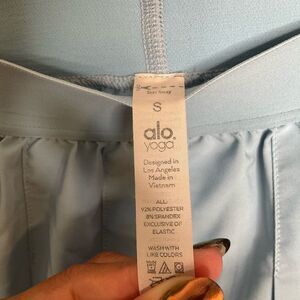 S
alo
yoga
Designed in
Los Angeles
Made in
Vietnam
ALL:
92% POLYESTER
8% SPANDEX
EXCLUSIVE OF
ELASTIC
WASH WITH
LIKE COLORS